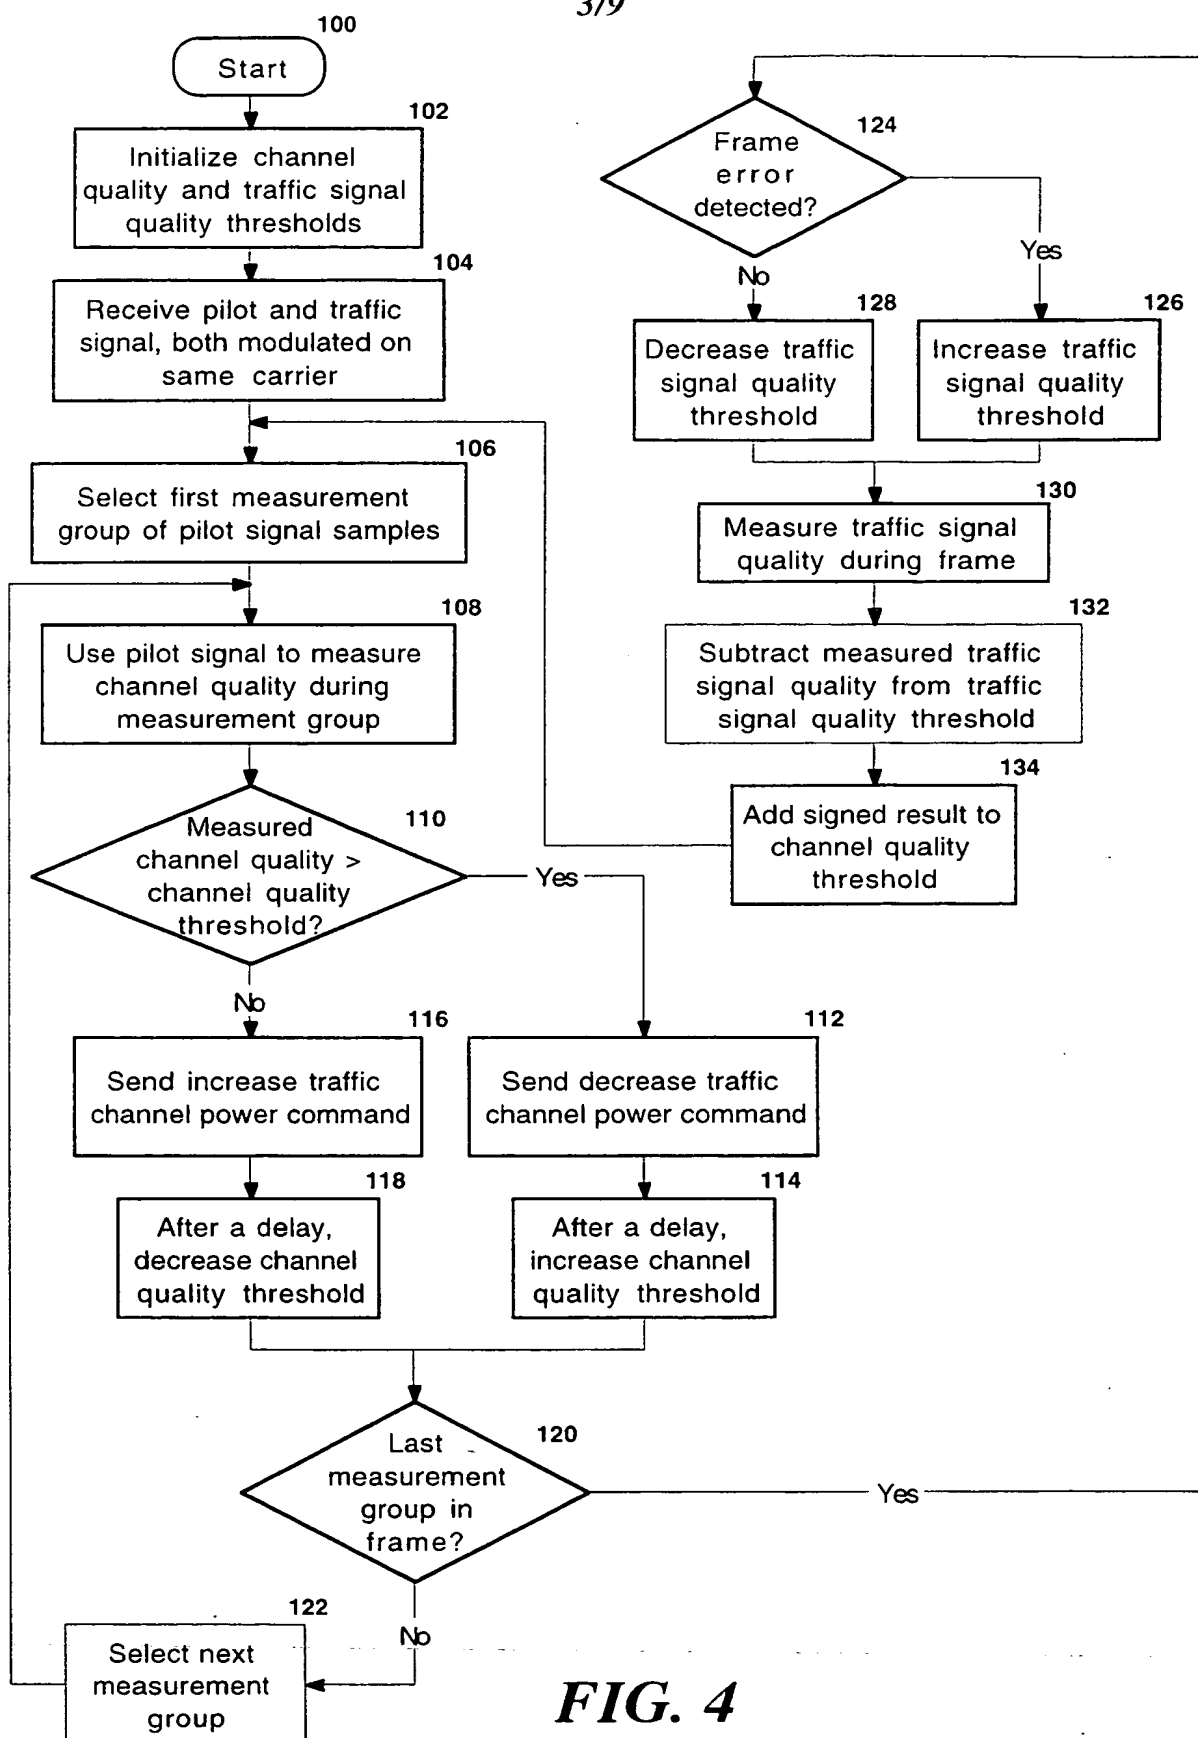 3/9
100
Start
102
Initialize channel
quality and traffic signal
quality thresholds
104
Receive pilot and traffic
signal, both modulated on
same carrier
106
Select first measurement
group of pilot signal samples
108
Use pilot signal to measure
channel quality during
measurement group
110
Measured
channel quality >
channel quality
threshold?
Yes
No
116
Send increase traffic
channel power command
112
Send decrease traffic
channel power command
118
After a delay,
decrease channel
quality threshold
114
After a delay,
increase channel
quality threshold
120
Last
measurement
group in
frame?
Yes
No
122
Select next
measurement
group
124
Frame
error
detected?
Yes
No
128
Decrease traffic
signal quality
threshold
126
Increase traffic
signal quality
threshold
130
Measure traffic signal
quality during frame
132
Subtract measured traffic
signal quality from traffic
signal quality threshold
134
Add signed result to
channel quality
threshold
FIG. 4